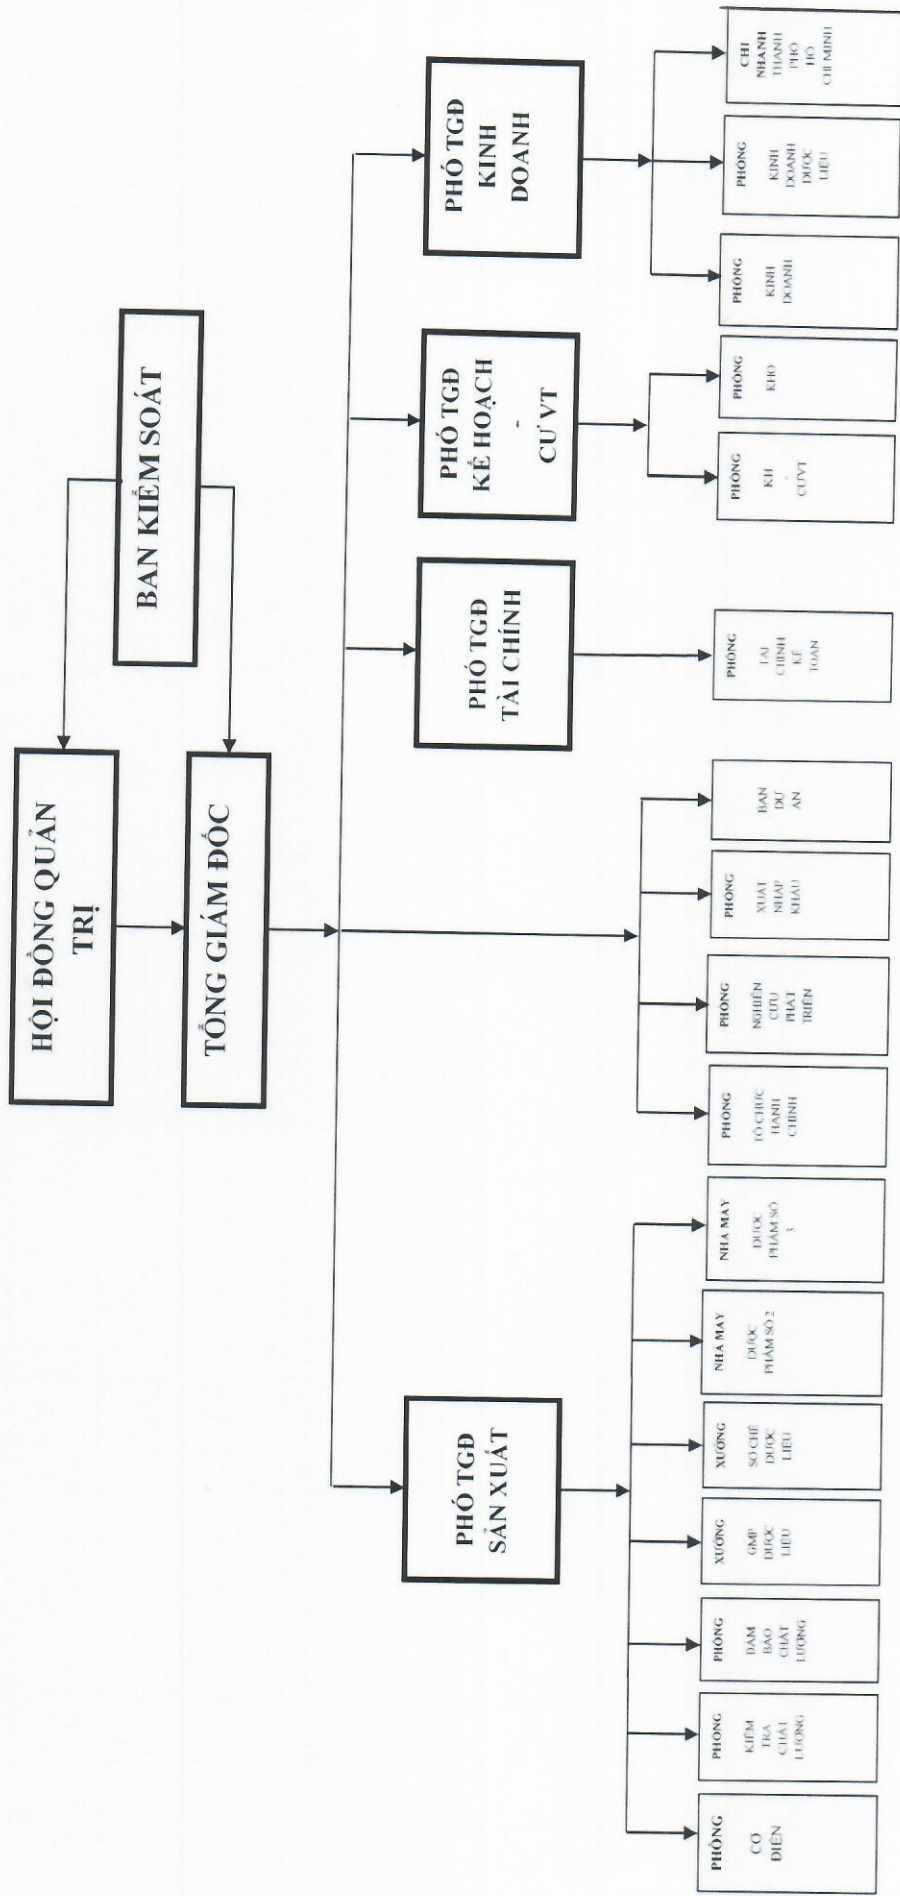 HỘI ĐỒNG QUẢN
TRỊ
BAN KIỂM SOÁT
TỔNG GIÁM ĐỐC
PHÓ TGĐ
SẢN XUẤT
PHÓ TGĐ
TÀI CHÍNH
PHÓ TGĐ
KẾ HOẠCH
-
CƯ VT
PHÓ TGĐ
KINH
DOANH
PHÒNG
CƠ
ĐIỆN
PHÒNG
KIỂM
TRA
CHẤT
LƯỢNG
PHÒNG
ĐẢM
BẢO
CHẤT
LƯỢNG
XƯỞNG
GMP
DƯỢC
LIỆU
XƯỞNG
SƠ CHẾ
DƯỢC
LIỆU
NHÀ MÁY
DƯỢC
PHẨM SỐ 2
NHÀ MÁY
DƯỢC
PHẨM SỐ
3
PHÒNG
TỔ CHỨC
HÀNH
CHÍNH
PHÒNG
NGHIÊN
CỨU
PHÁT
TRIỂN
PHÒNG
XUẤT
NHẬP
KHẨU
BAN
DỰ
ÁN
PHÒNG
TÀI
CHÍNH
KẾ
TOÁN
PHÒNG
KH
-
CƯVT
PHÒNG
KHO
PHÒNG
KINH
DOANH
PHÒNG
KINH
DOANH
DƯỢC
LIỆU
CHI
NHÁNH
THÀNH
PHỐ
HỒ
CHÍ MINH